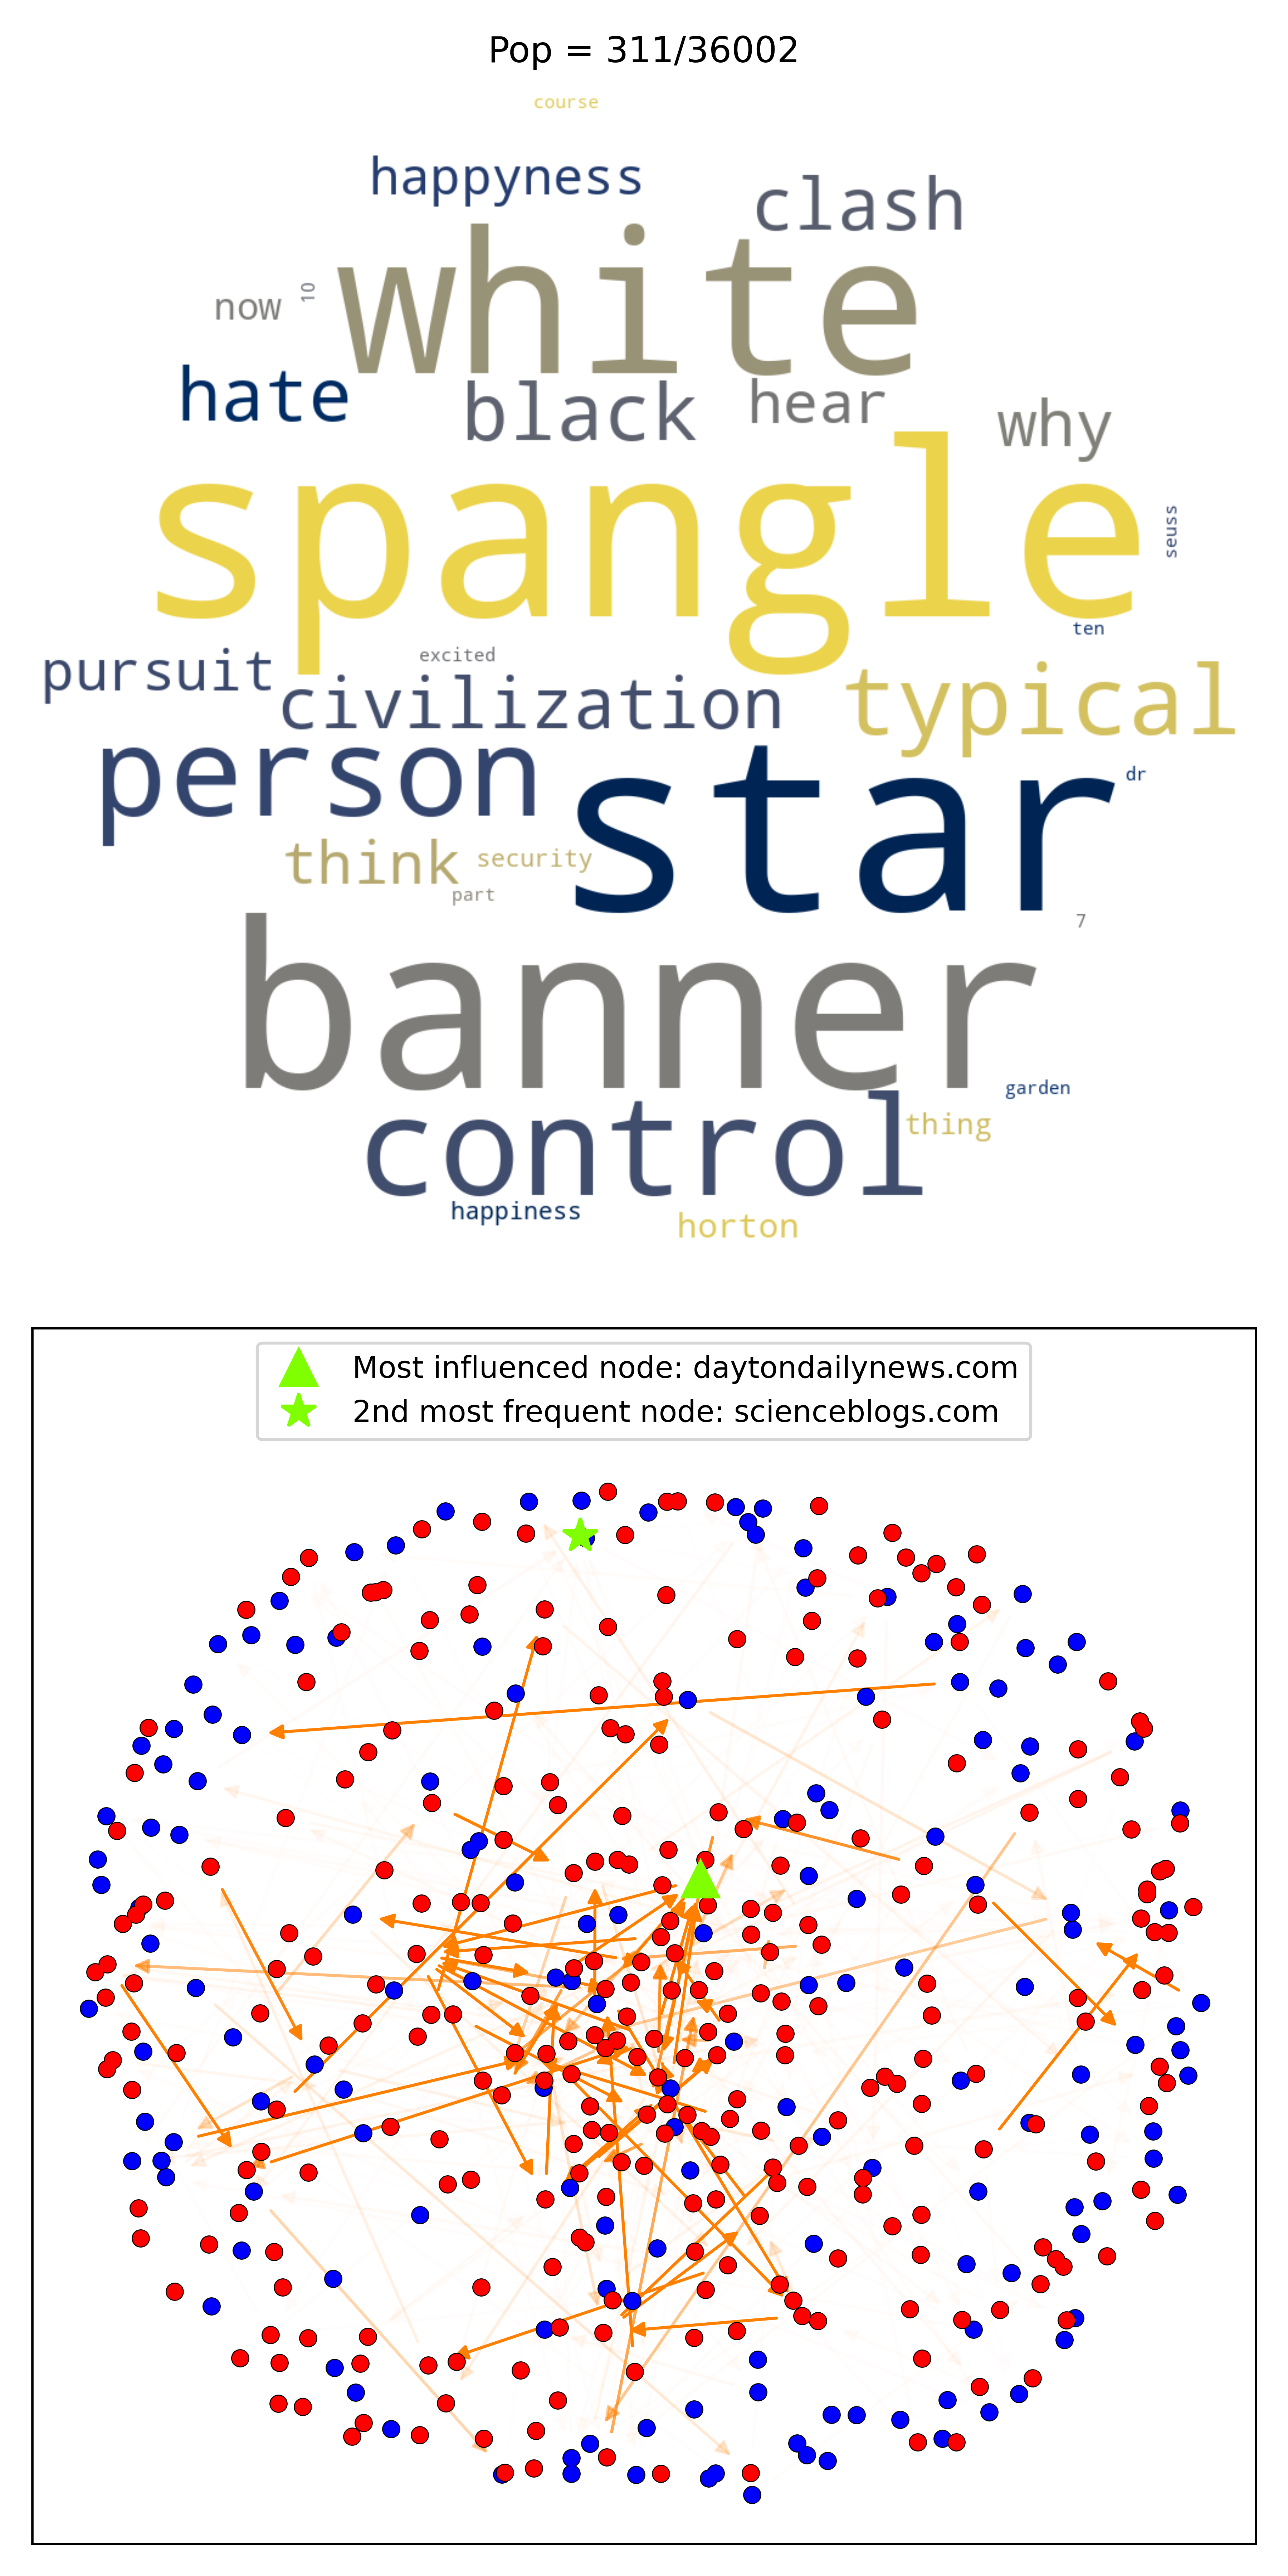 Pop = 311/36002
course
happyness
clash
white
now
10
hate
black
hear
why
spangle
seuss
ten
pursuit
excited
civilization
typical
person
star
dr
think
security
part
7
banner
garden
control
thing
happiness
horton
Most influenced node: daytondailynews.com
2nd most frequent node: scienceblogs.com